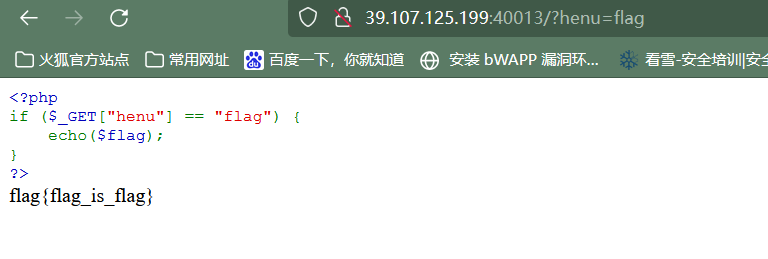 39.107.125.199:40013/?henu=flag
火狐官方站点 常用网址 百度一下，你就知道 安装 bWAPP 漏洞环... 看雪-安全培训|安全
<?php
if ($_GET["henu"] == "flag") {
    echo($flag);
}
?>
flag{flag_is_flag}